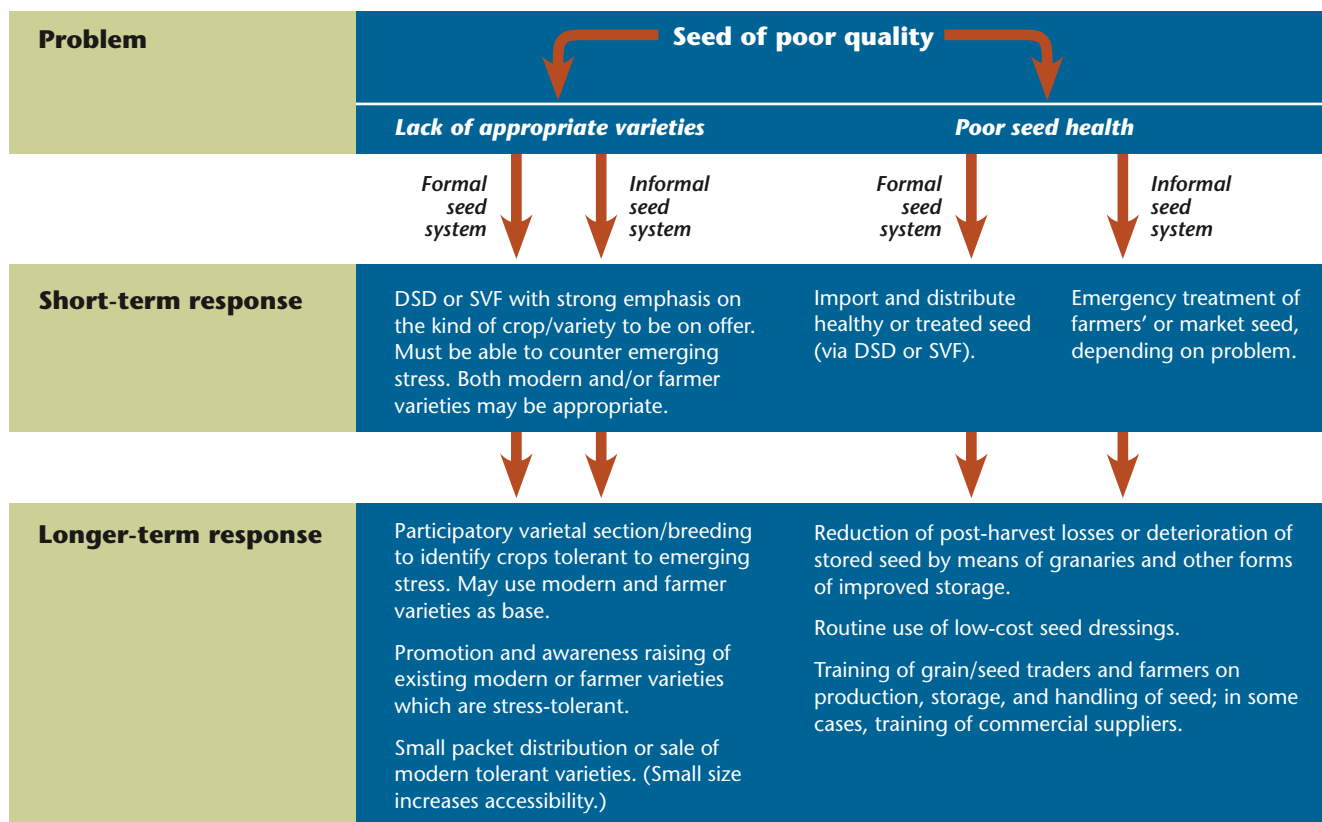 Problem
Seed of poor quality
Lack of appropriate varieties
Poor seed health
Formal
seed
system
Informal
seed
system
Formal
seed
system
Informal
seed
system
Short-term response
DSD or SVF with strong emphasis on
the kind of crop/variety to be on offer.
Must be able to counter emerging
stress. Both modern and/or farmer
varieties may be appropriate.
Import and distribute
healthy or treated seed
(via DSD or SVF).
Emergency treatment of
farmers’ or market seed,
depending on problem.
Longer-term response
Participatory varietal section/breeding
to identify crops tolerant to emerging
stress. May use modern and farmer
varieties as base.
Promotion and awareness raising of
existing modern or farmer varieties
which are stress-tolerant.
Small packet distribution or sale of
modern tolerant varieties. (Small size
increases accessibility.)
Reduction of post-harvest losses or deterioration of
stored seed by means of granaries and other forms
of improved storage.
Routine use of low-cost seed dressings.
Training of grain/seed traders and farmers on
production, storage, and handling of seed; in some
cases, training of commercial suppliers.